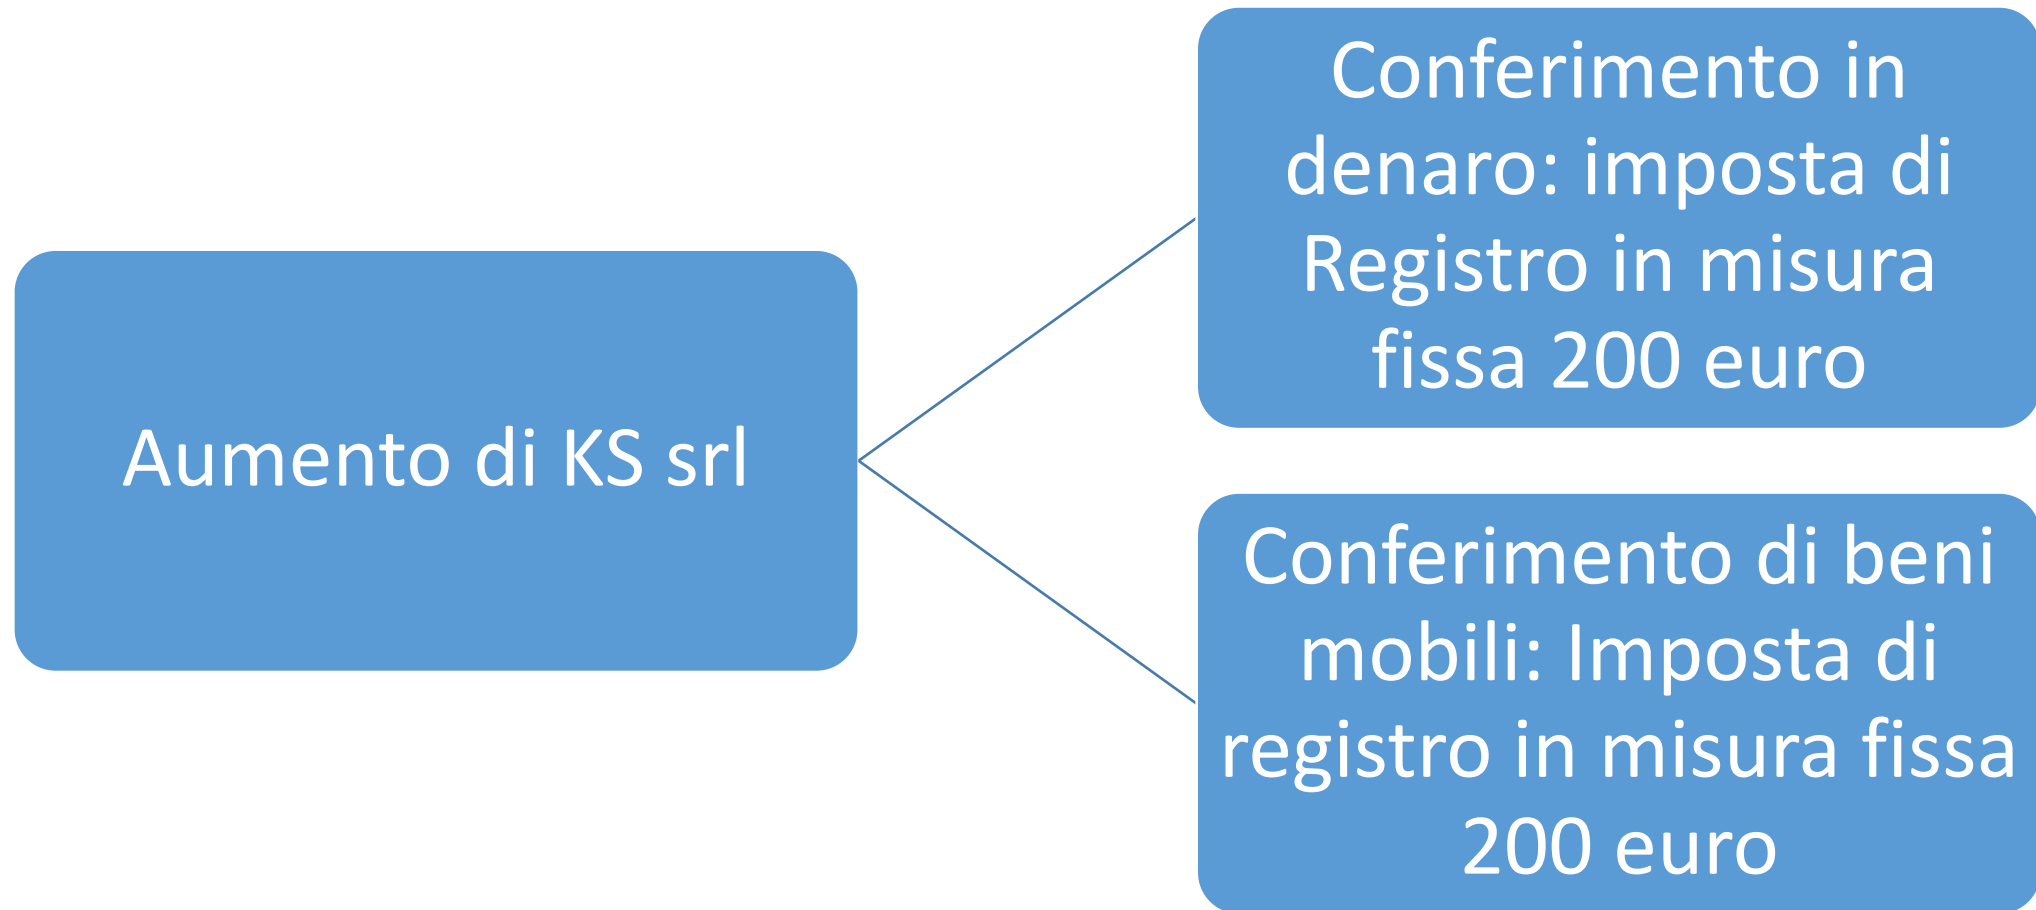 Aumento di KS srl
Conferimento in
denaro: imposta di
Registro in misura
fissa 200 euro
Conferimento di beni
mobili: Imposta di
registro in misura fissa
200 euro